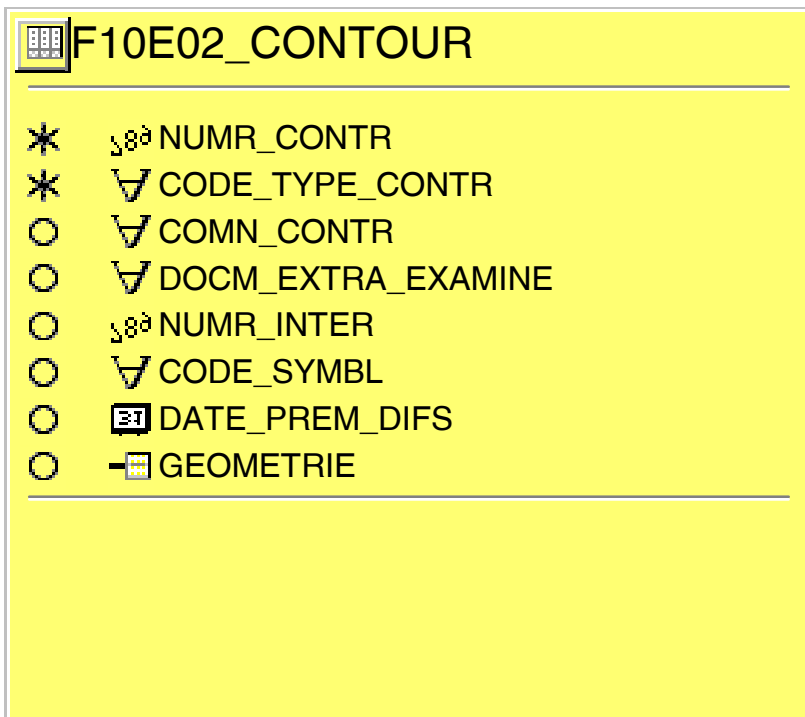 F10E02_CONTOUR
NUMR_CONTR
CODE_TYPE_CONTR
COMN_CONTR
DOCM_EXTRA_EXAMINE
NUMR_INTER
CODE_SYMBL
DATE_PREM_DIFS
GEOMETRIE